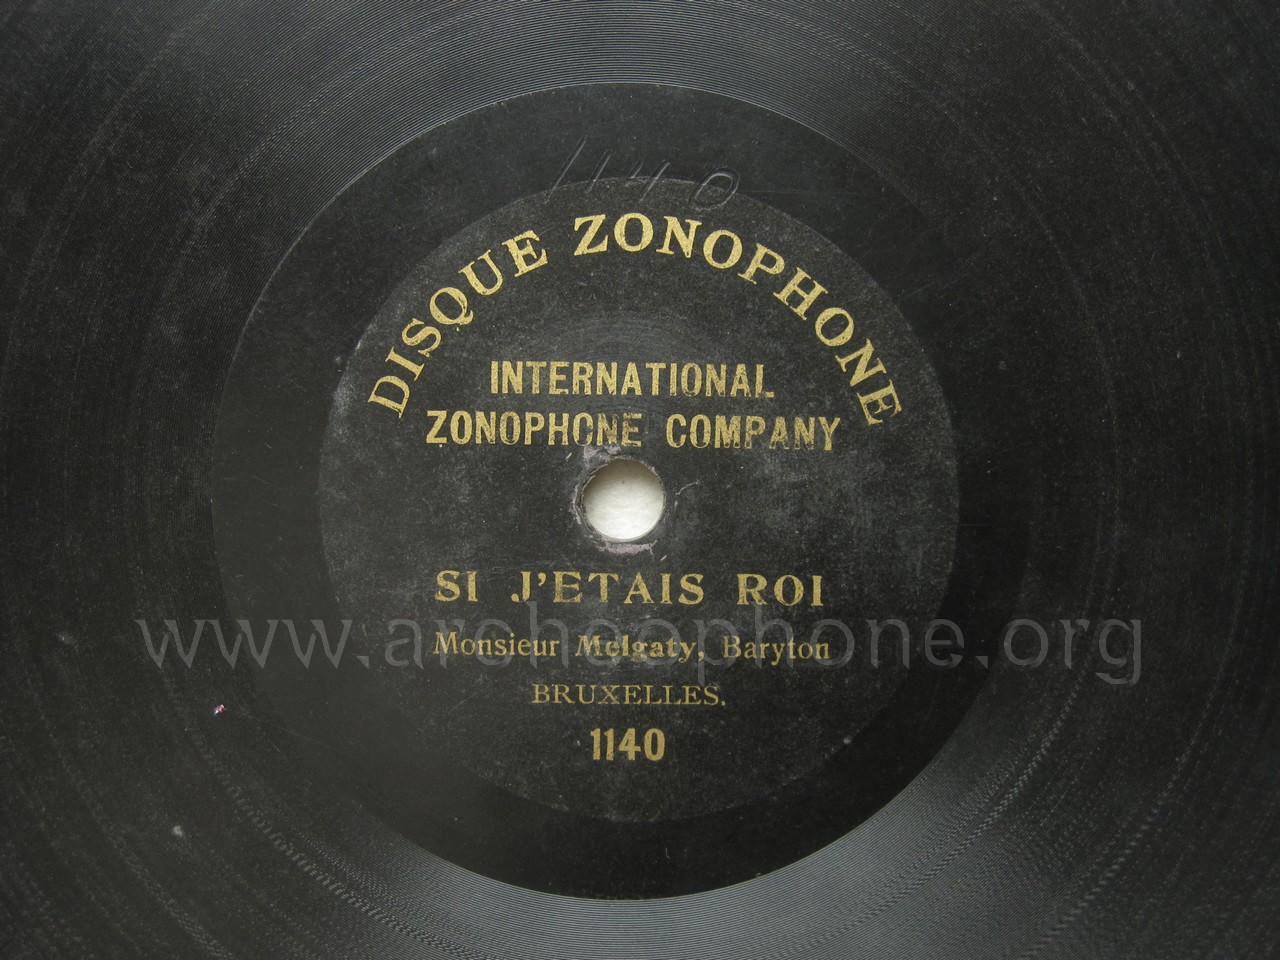 1140
DISQUE ZONOPHONE
INTERNATIONAL
ZONOPHONE COMPANY
SI J'ETAIS ROI
www.archeophone.org
Monsieur Melgaty, Baryton
BRUXELLES.
1140